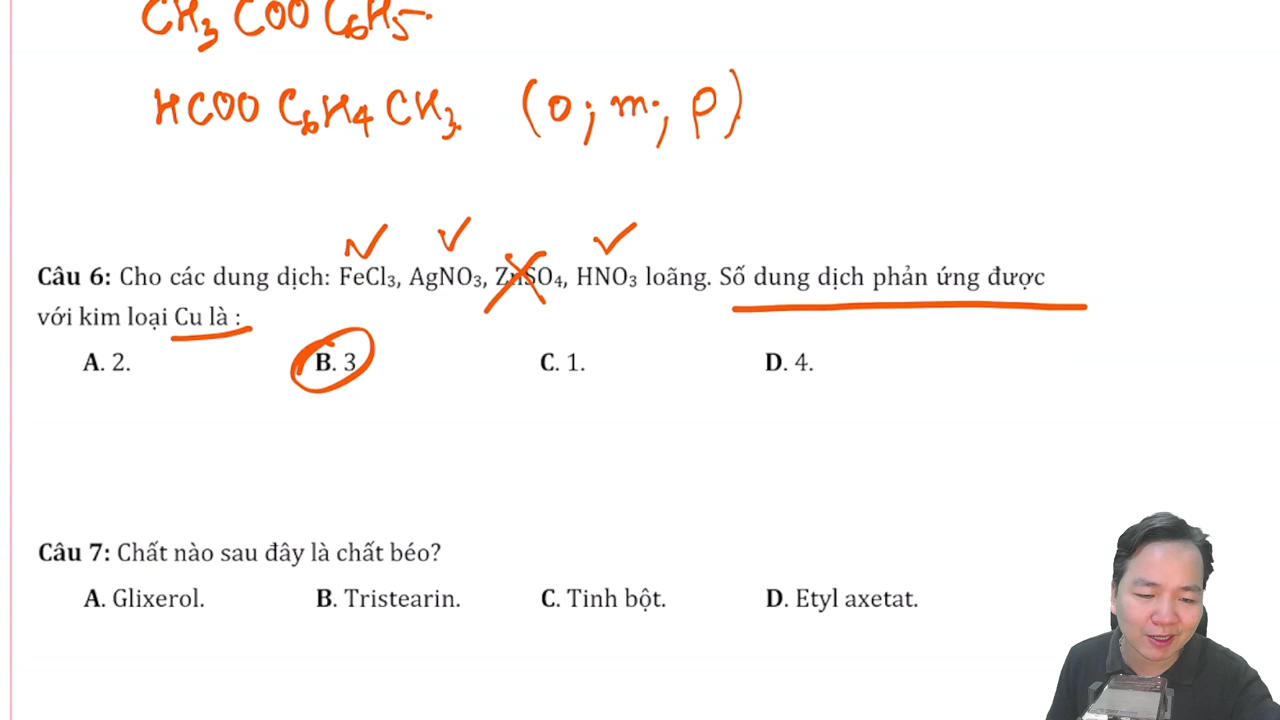 CH3 COO C6H5.
HCOO C6H4 CH3. (o; m; p)
Câu 6: Cho các dung dịch: FeCl₃, AgNO₃, ZnSO₄, HNO₃ loãng. Số dung dịch phản ứng được
với kim loại Cu là :
A. 2. B. 3 C. 1. D. 4.
Câu 7: Chất nào sau đây là chất béo?
A. Glixerol. B. Tristearin. C. Tinh bột. D. Etyl axetat.